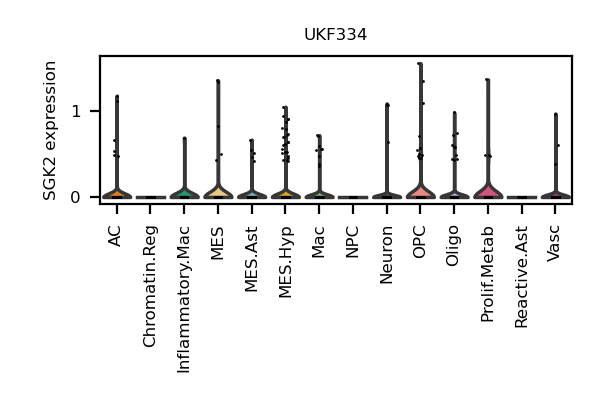 UKF334
SGK2 expression
1
0
AC
Chromatin.Reg
Inflammatory.Mac
MES
MES.Ast
MES.Hyp
Mac
NPC
Neuron
OPC
Oligo
Prolif.Metab
Reactive.Ast
Vasc